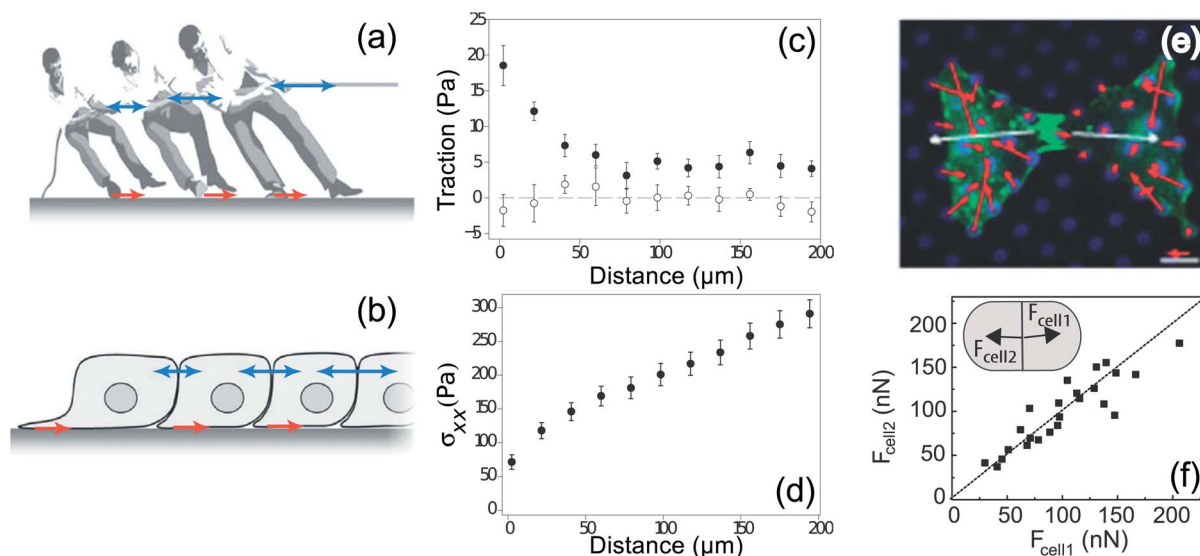 (a)
(b)
(c)
Traction (Pa)
25
20
15
10
5
0
−5
0
50
100
150
200
Distance (µm)
(d)
σxx(Pa)
300
250
200
150
100
50
0
0
50
100
150
200
Distance (µm)
(e)
(f)
Fcell1
Fcell2
Fcell2 (nN)
200
150
100
50
0
0
50
100
150
200
Fcell1 (nN)